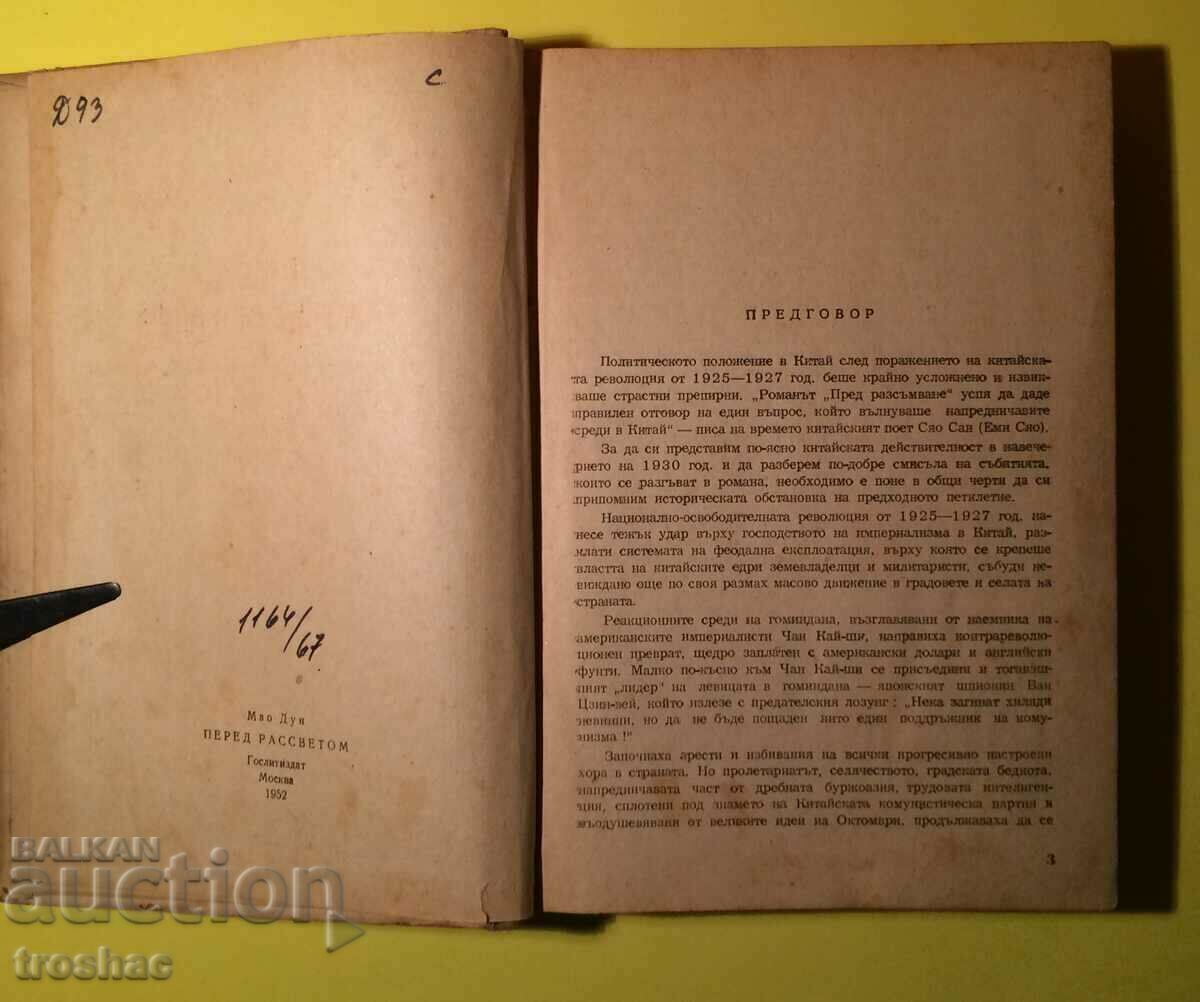 Д93
с
1164/67
Мао Дун
ПЕРЕД РАССВЕТОМ
Гослитиздат
Москва
1952
ПРЕДГОВОР
Политическото положение в Китай след поражението на китайска-
та революция от 1925—1927 год. беше крайно усложнено и извик-
ваше страстни препирни. „Романът „Пред разсъмване“ успя да даде
правилен отговор на един въпрос, който вълнуваше напредничавите
среди в Китай“ — писа на времето китайският поет Сяо Сан (Еми Сяо).
За да си представим по-ясно китайската действителност в навече-
рието на 1930 год. и да разберем по-добре смисъла на събитията,
които се разгъват в романа, необходимо е поне в общи черти да си
припомним историческата обстановка на предходното петилетие.
Национално-освободителната революция от 1925—1927 год. на-
несе тежък удар върху господството на империализма в Китай, раз-
клати системата на феодална експлоатация, върху която се крепеше
властта на китайските едри земевладелци и милитаристи, събуди не-
виждано още по своя размах масово движение в градовете и селата на
страната.
Реакционните среди на гоминдана, възглавявани от наемника на
американските империалисти Чан Кай-ши, направиха контрареволю-
ционен преврат, щедро заплатен с американски долари и английски
фунти. Малко по-късно към Чан Кай-ши се присъедини и тогаваш-
ният „лидер“ на левицата в гоминдана — японският шпионин Ван
Цзин-вей, който излезе с предателския лозунг: „Нека загинат хиляди
невинни, но да не бъде пощаден нито един поддръжник на кому-
низма!“
Започнаха арести и избивания на всички прогресивно настроени
хора в страната. Но пролетариатът, селячеството, градската беднота,
напредничавата част от дребната буржоазия, трудовата интелиген-
ция, сплотени под знамето на Китайската комунистическа партия и
въодушевявани от великите идеи на Октомври, продължаваха да се
3
BALKAN
auction
troshac